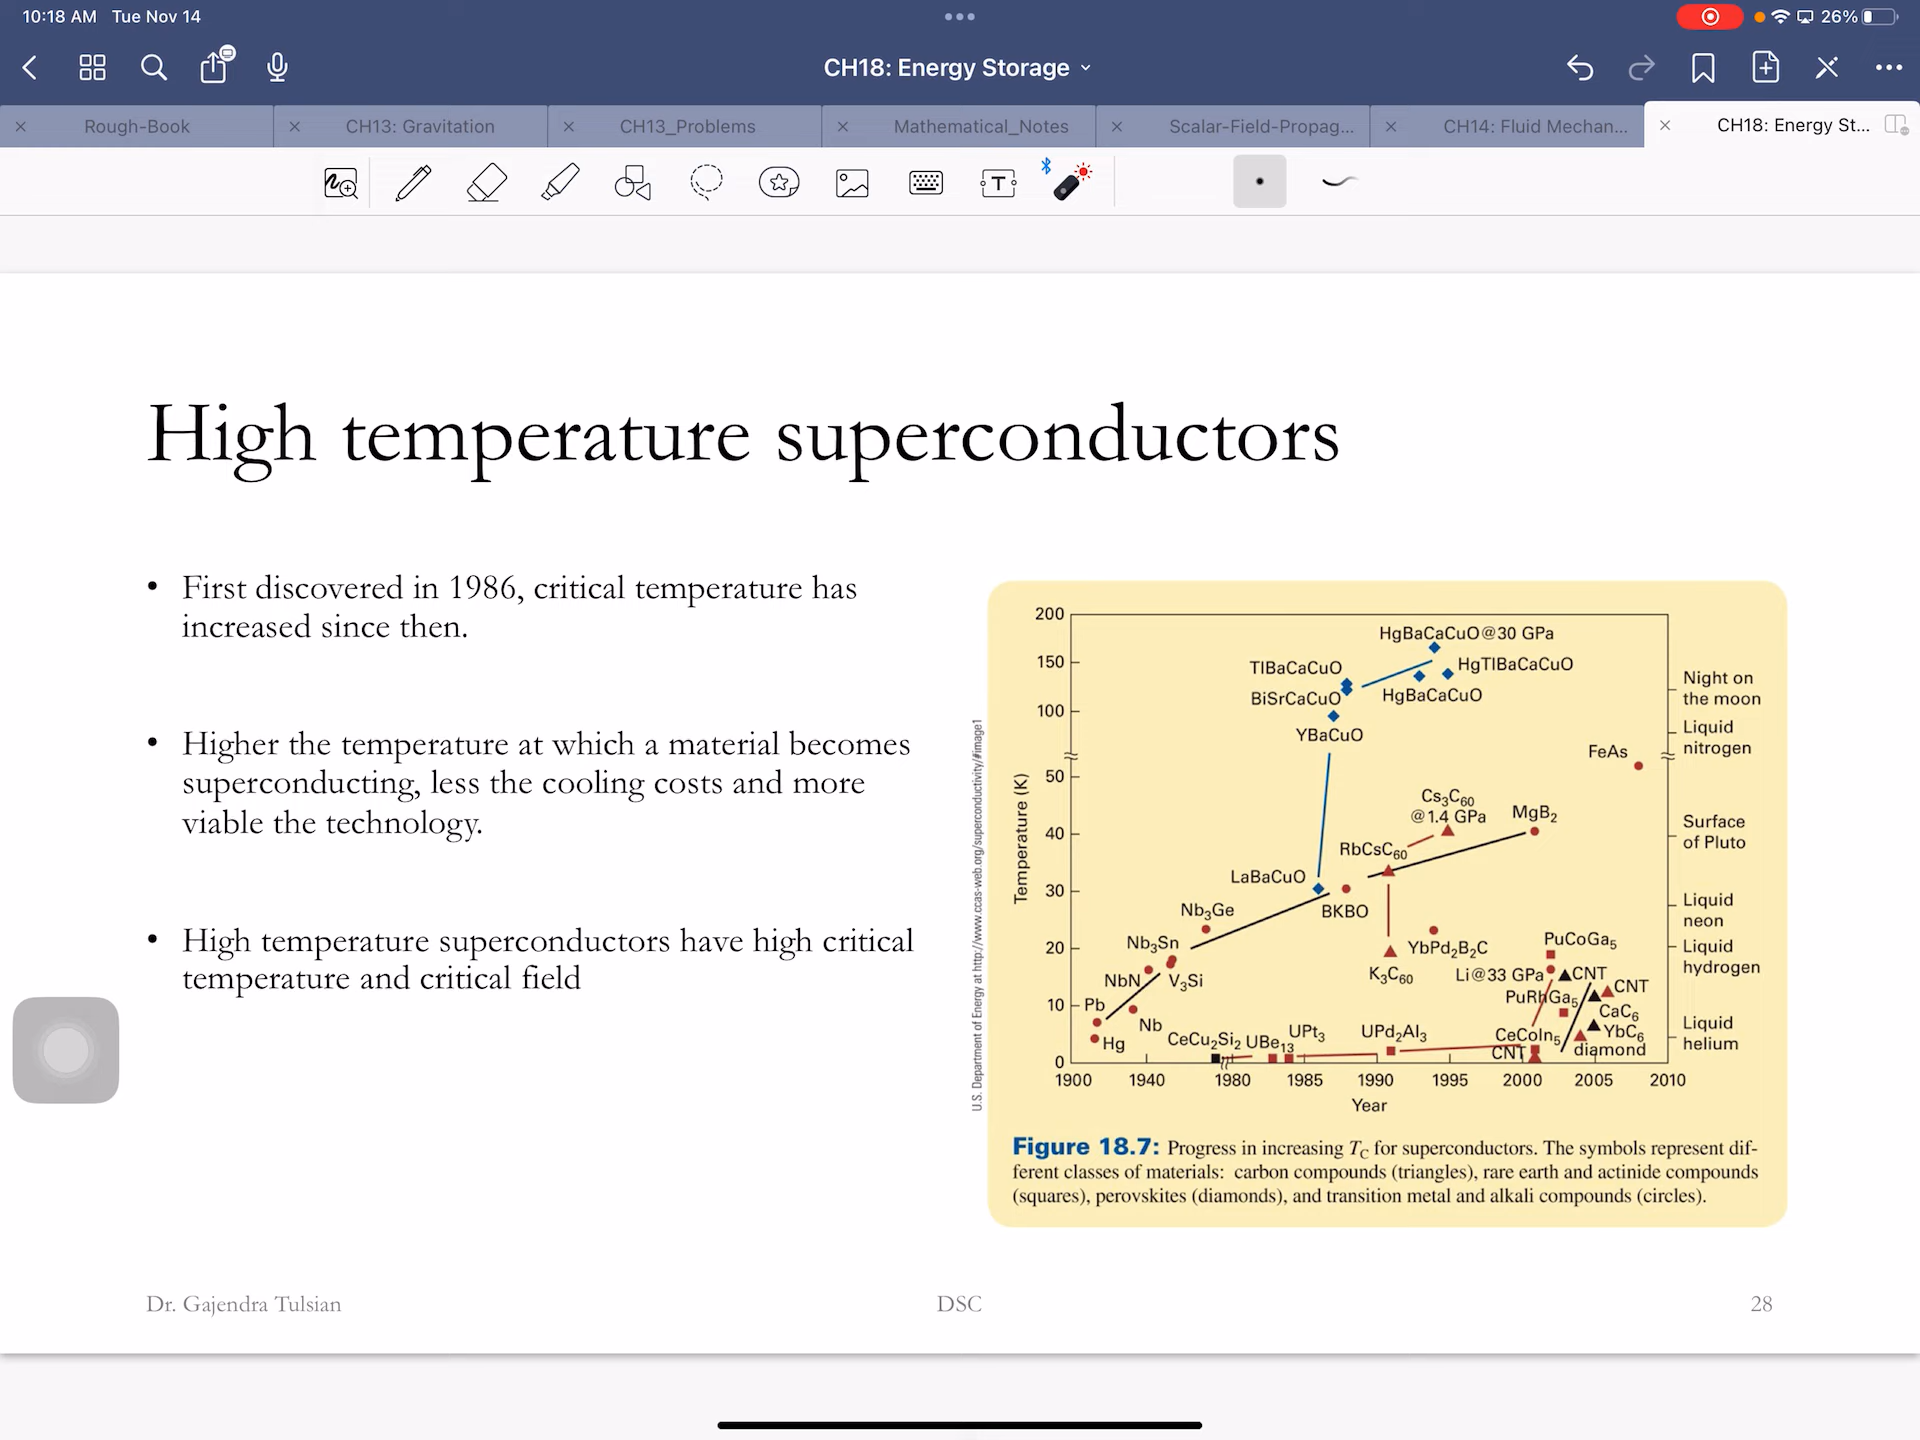 10:18 AM Tue Nov 14
26%
CH18: Energy Storage
Rough-Book
CH13: Gravitation
CH13_Problems
Mathematical_Notes
Scalar-Field-Propag...
CH14: Fluid Mechan...
CH18: Energy St...
T
High temperature superconductors
• First discovered in 1986, critical temperature has
increased since then.
• Higher the temperature at which a material becomes
superconducting, less the cooling costs and more
viable the technology.
• High temperature superconductors have high critical
temperature and critical field
U.S. Department of Energy at http://www.ccas-web.org/superconductivity/#image1
Temperature (K)
200
150
100
50
40
30
20
10
0
HgBaCaCuO@30 GPa
TlBaCaCuO
HgTlBaCaCuO
BiSrCaCuO
HgBaCaCuO
YBaCuO
FeAs
Cs₃C₆₀
@1.4 GPa
MgB₂
RbCsC₆₀
LaBaCuO
BKBO
Nb₃Ge
Nb₃Sn
YbPd₂B₂C
PuCoGa₅
NbN
V₃Si
K₃C₆₀
Li@33 GPa
CNT
CNT
PuRhGa₅
Pb
Nb
CaC₆
Hg
CeCu₂Si₂
UBe₁₃
UPt₃
UPd₂Al₃
CeCoIn₅
YbC₆
CNT
diamond
Night on
the moon
Liquid
nitrogen
Surface
of Pluto
Liquid
neon
Liquid
hydrogen
Liquid
helium
1900 1940 1980 1985 1990 1995 2000 2005 2010
Year
Figure 18.7: Progress in increasing T_C for superconductors. The symbols represent dif-
ferent classes of materials: carbon compounds (triangles), rare earth and actinide compounds
(squares), perovskites (diamonds), and transition metal and alkali compounds (circles).
Dr. Gajendra Tulsian
DSC
28